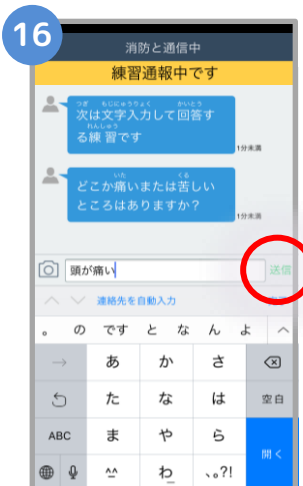 16
消防と通信中
練習通報中です
つぎ もじにゅうりょく かいとう
次は文字入力して回答す
れんしゅう
る練習です
1分未満
いた くる
どこか痛いまたは苦しい
ところはありますか？
1分未満
頭が痛い
送信
連絡先を自動入力
。 の です と な ん よ
→ あ か さ
た な は 空白
ABC ま や ら
開く
^^ わ 、。?!